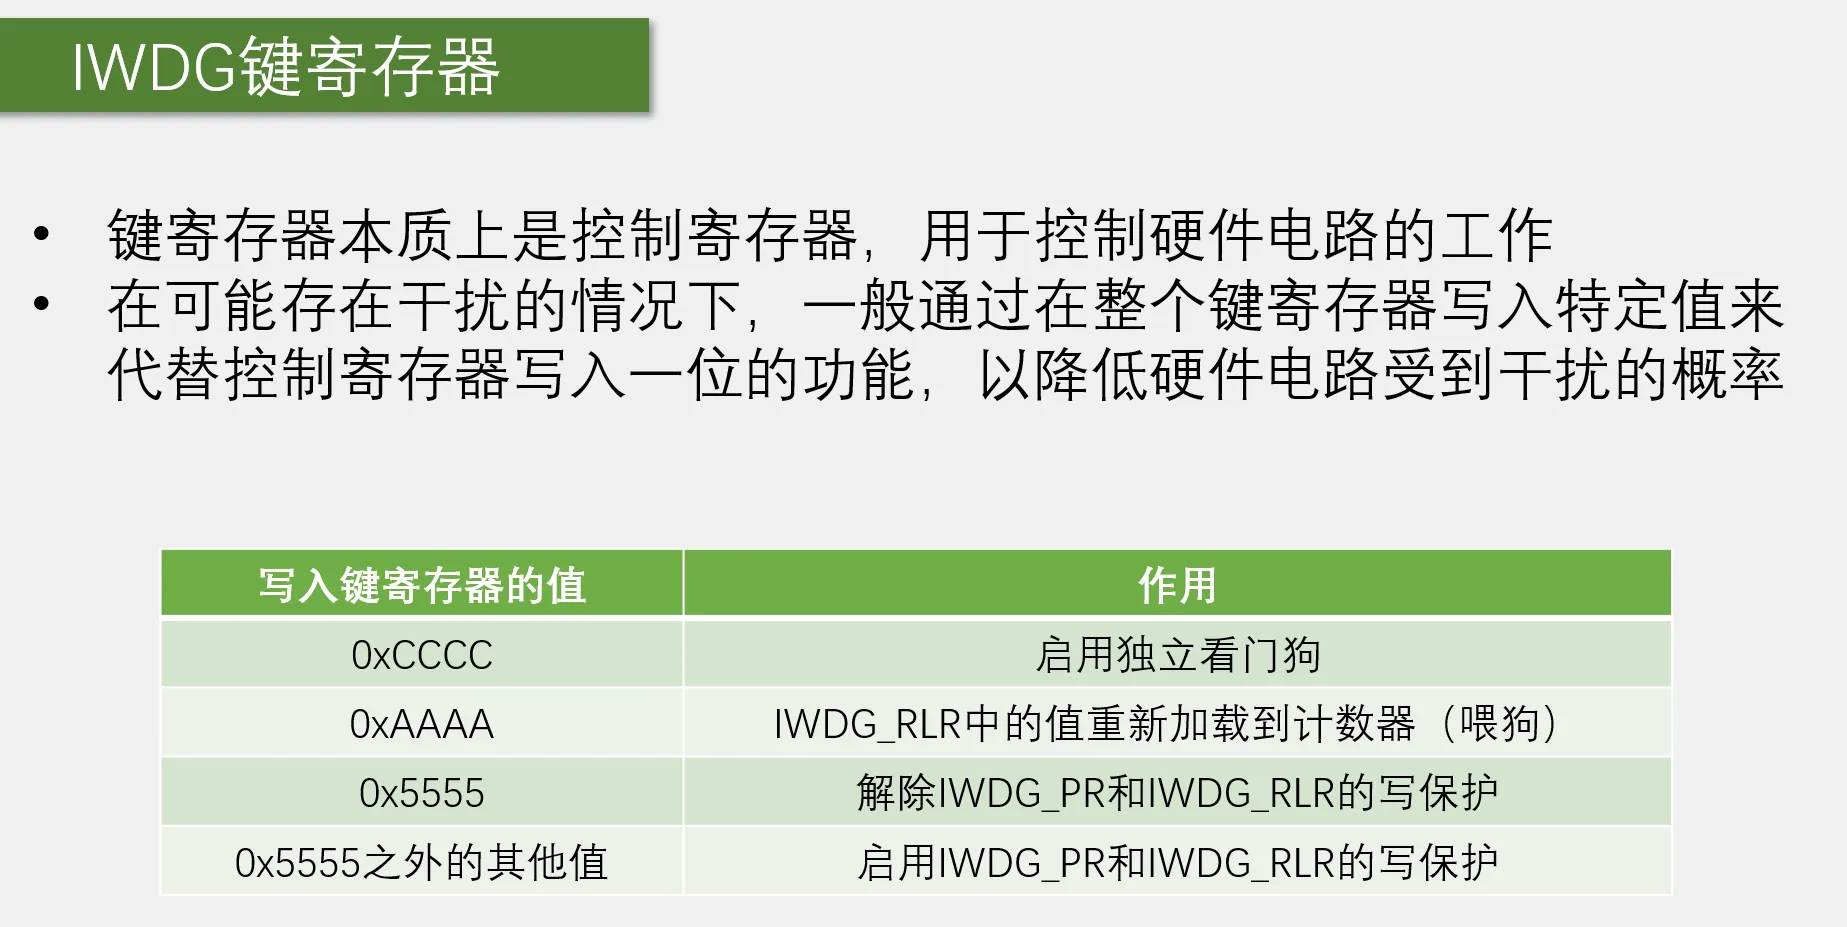 IWDG键寄存器
• 键寄存器本质上是控制寄存器，用于控制硬件电路的工作
• 在可能存在干扰的情况下，一般通过在整个键寄存器写入特定值来
代替控制寄存器写入一位的功能，以降低硬件电路受到干扰的概率
写入键寄存器的值 作用
0xCCCC 启用独立看门狗
0xAAAA IWDG_RLR中的值重新加载到计数器（喂狗）
0x5555 解除IWDG_PR和IWDG_RLR的写保护
0x5555之外的其他值 启用IWDG_PR和IWDG_RLR的写保护